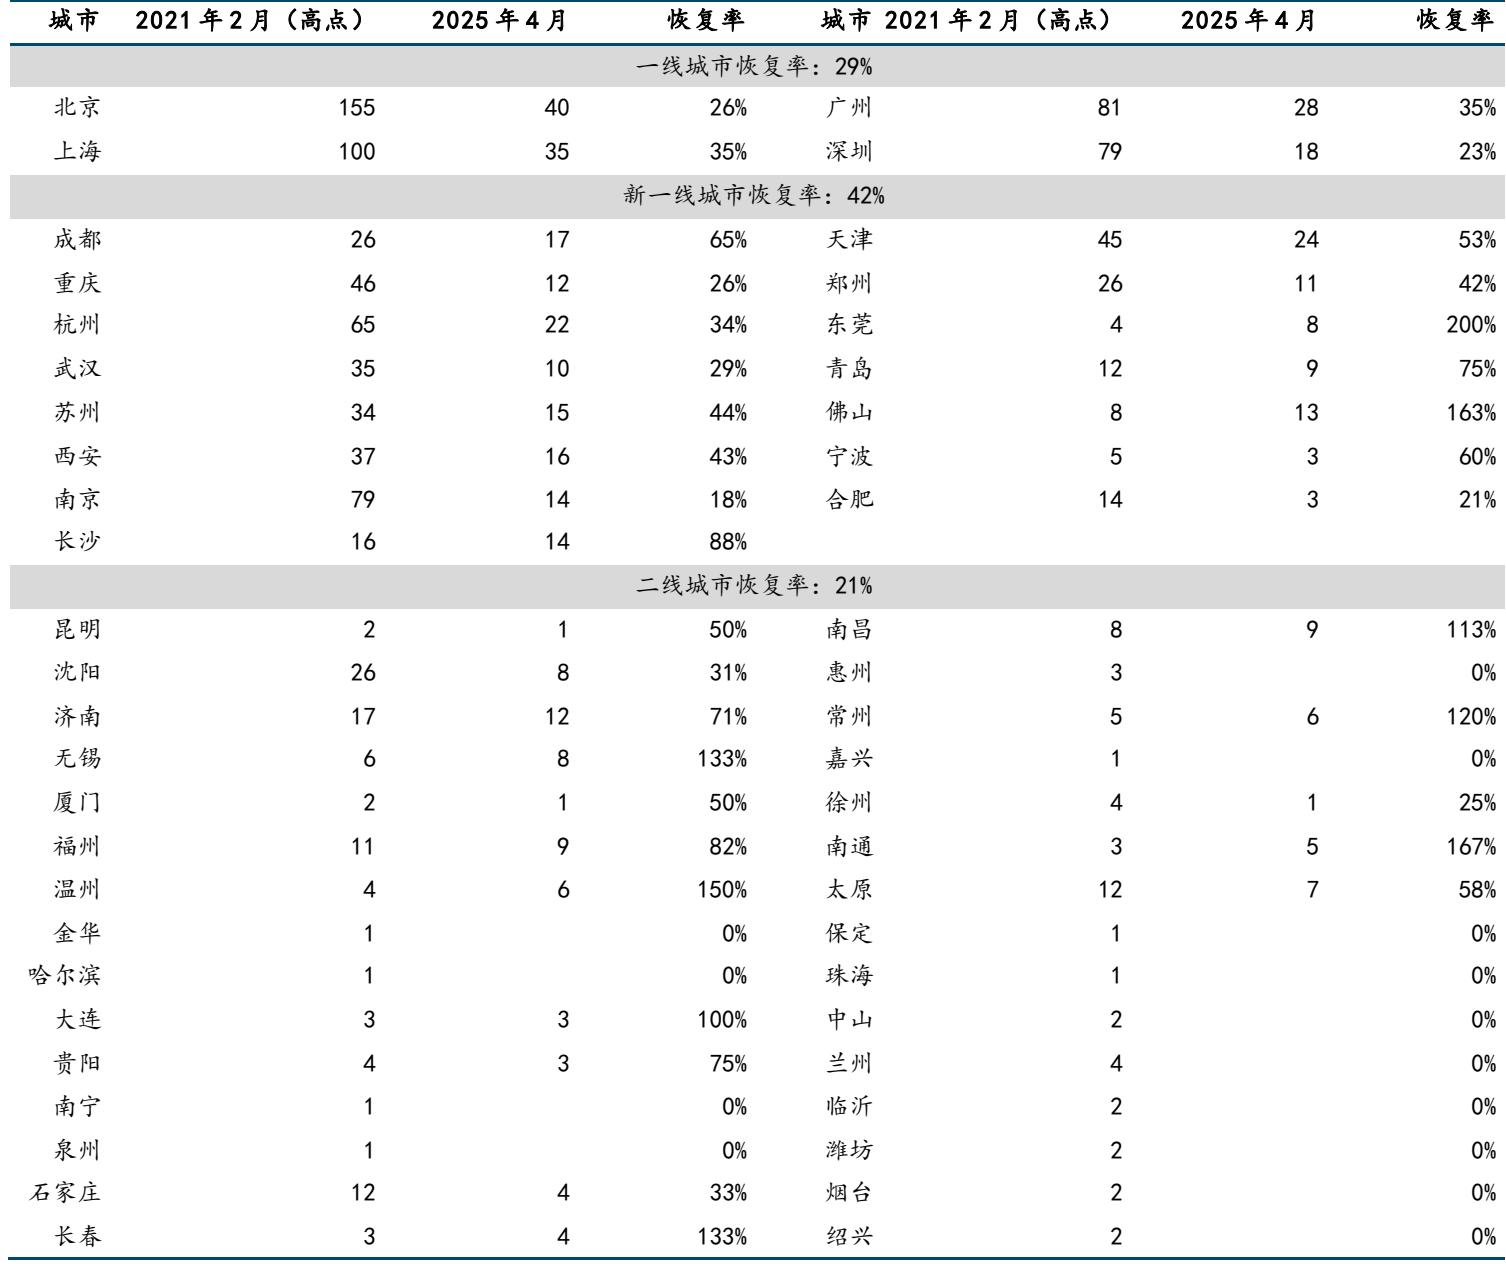 城市 2021年2月（高点） 2025年4月 恢复率 城市 2021年2月（高点） 2025年4月 恢复率
一线城市恢复率：29%
北京 155 40 26% 广州 81 28 35%
上海 100 35 35% 深圳 79 18 23%
新一线城市恢复率：42%
成都 26 17 65% 天津 45 24 53%
重庆 46 12 26% 郑州 26 11 42%
杭州 65 22 34% 东莞 4 8 200%
武汉 35 10 29% 青岛 12 9 75%
苏州 34 15 44% 佛山 8 13 163%
西安 37 16 43% 宁波 5 3 60%
南京 79 14 18% 合肥 14 3 21%
长沙 16 14 88%
二线城市恢复率：21%
昆明 2 1 50% 南昌 8 9 113%
沈阳 26 8 31% 惠州 3 0%
济南 17 12 71% 常州 5 6 120%
无锡 6 8 133% 嘉兴 1 0%
厦门 2 1 50% 徐州 4 1 25%
福州 11 9 82% 南通 3 5 167%
温州 4 6 150% 太原 12 7 58%
金华 1 0% 保定 1 0%
哈尔滨 1 0% 珠海 1 0%
大连 3 3 100% 中山 2 0%
贵阳 4 3 75% 兰州 4 0%
南宁 1 0% 临沂 2 0%
泉州 1 0% 潍坊 2 0%
石家庄 12 4 33% 烟台 2 0%
长春 3 4 133% 绍兴 2 0%